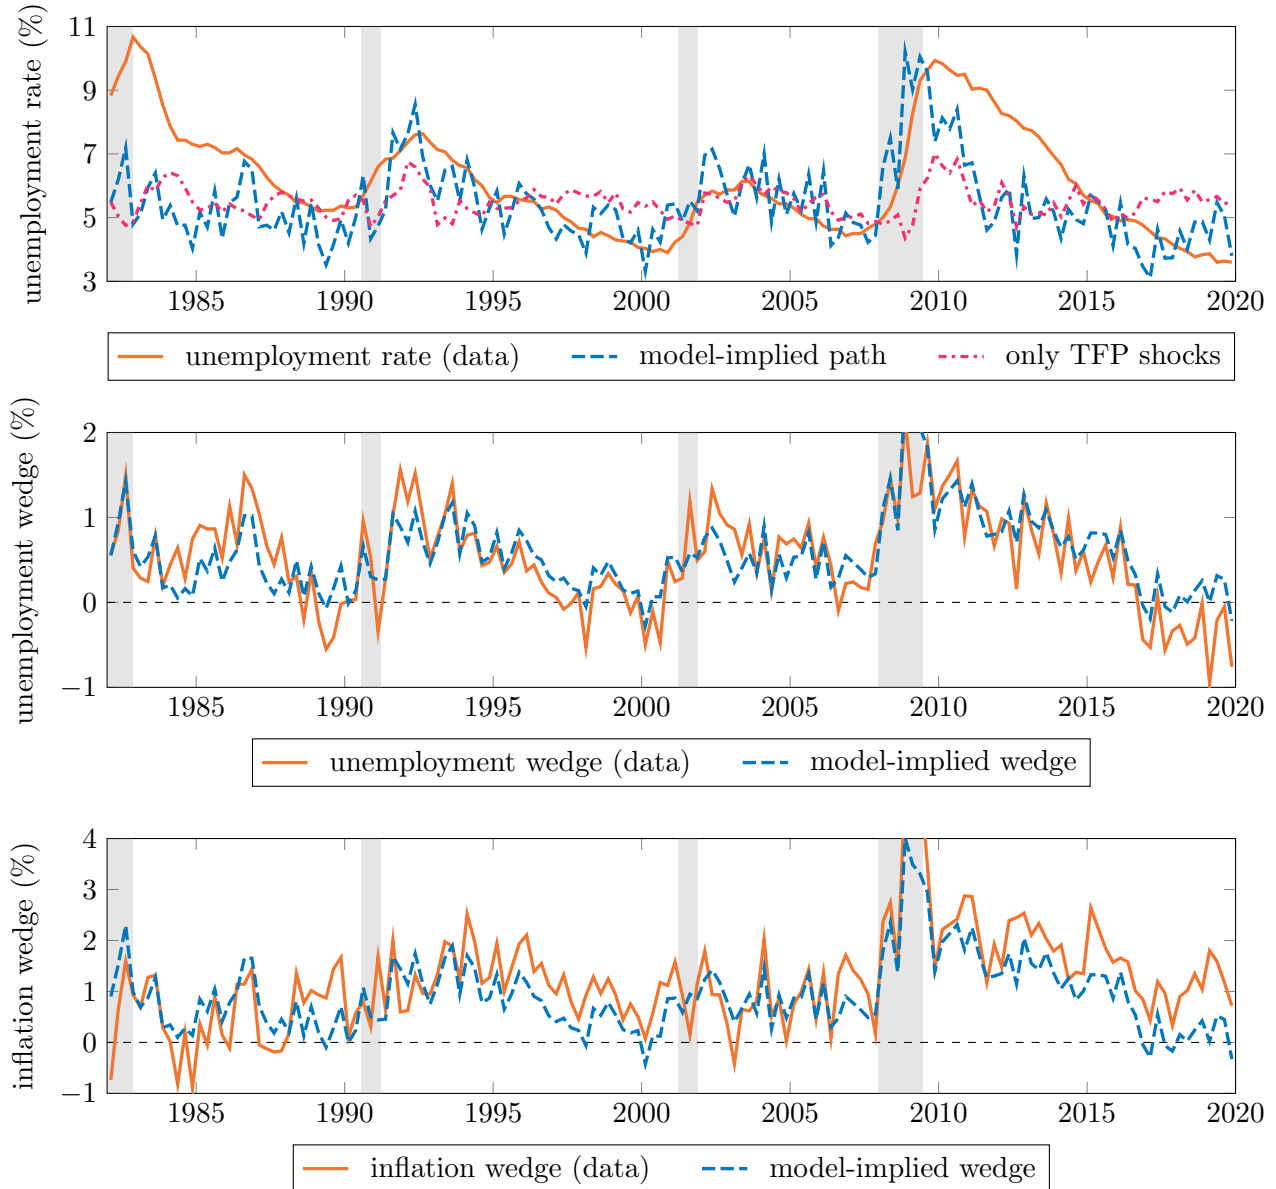 unemployment rate (%)
11
9
7
5
3
1985 1990 1995 2000 2005 2010 2015 2020
unemployment rate (data) model-implied path only TFP shocks
unemployment wedge (%)
2
1
0
−1
1985 1990 1995 2000 2005 2010 2015 2020
unemployment wedge (data) model-implied wedge
inflation wedge (%)
4
3
2
1
0
−1
1985 1990 1995 2000 2005 2010 2015 2020
inflation wedge (data) model-implied wedge